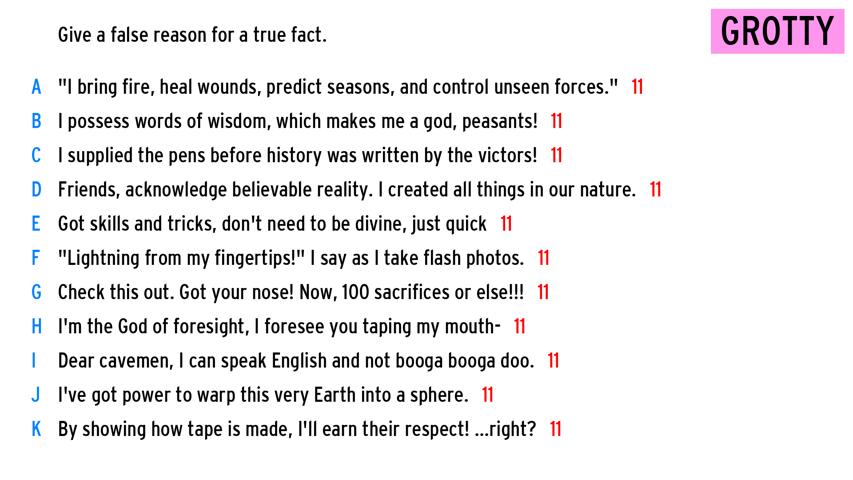 Give a false reason for a true fact.
GROTTY
A "I bring fire, heal wounds, predict seasons, and control unseen forces." 11
B I possess words of wisdom, which makes me a god, peasants! 11
C I supplied the pens before history was written by the victors! 11
D Friends, acknowledge believable reality. I created all things in our nature. 11
E Got skills and tricks, don't need to be divine, just quick 11
F "Lightning from my fingertips!" I say as I take flash photos. 11
G Check this out. Got your nose! Now, 100 sacrifices or else!!! 11
H I'm the God of foresight, I foresee you taping my mouth- 11
I Dear cavemen, I can speak English and not booga booga doo. 11
J I've got power to warp this very Earth into a sphere. 11
K By showing how tape is made, I'll earn their respect! ...right? 11